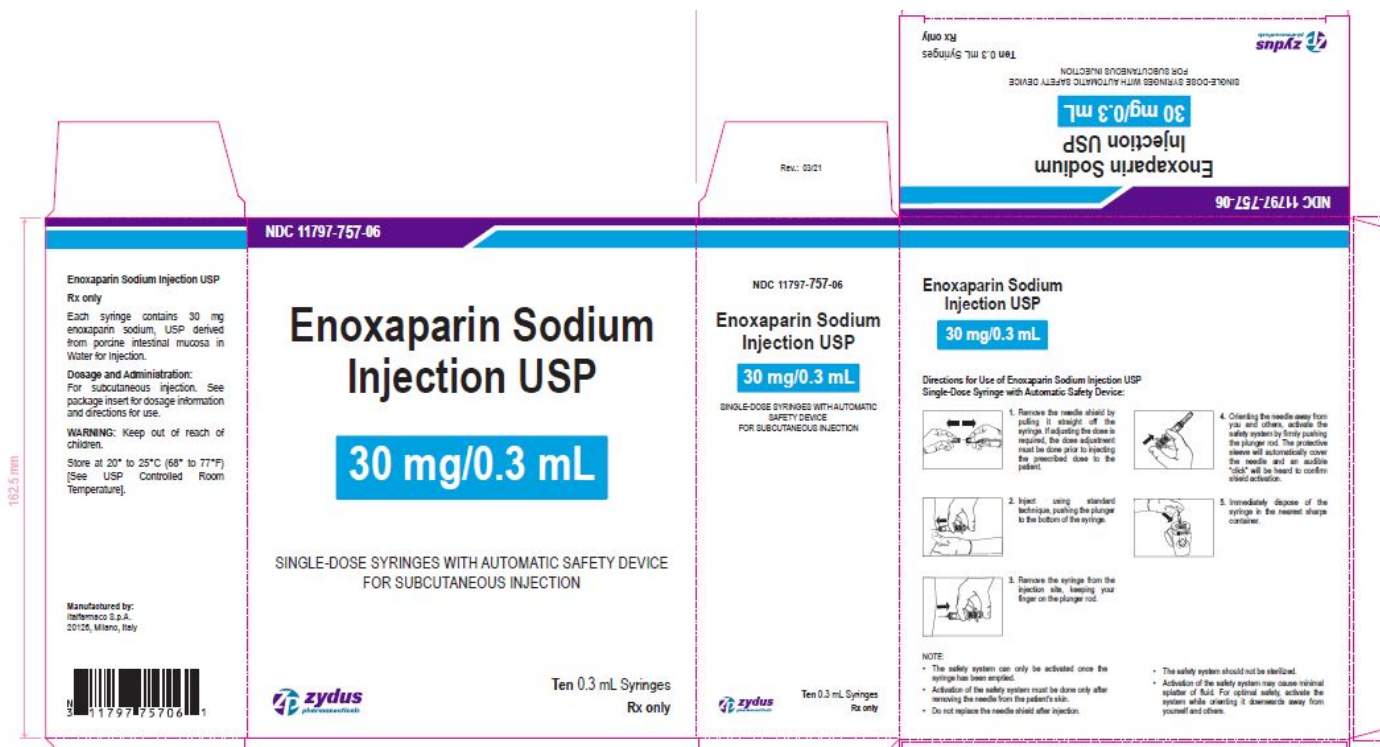 Rx only
Ten 0.3 mL Syringes
zydus
pharmaceuticals
SINGLE-DOSE SYRINGES WITH AUTOMATIC SAFETY DEVICE
FOR SUBCUTANEOUS INJECTION
30 mg/0.3 mL
Enoxaparin Sodium
Injection USP
NDC 11797-757-06
Rev.: 03/21
162.5 mm
Enoxaparin Sodium Injection USP
Rx only
Each syringe contains 30 mg
enoxaparin sodium, USP derived
from porcine intestinal mucosa in
Water for Injection.
Dosage and Administration:
For subcutaneous injection. See
package insert for dosage information
and directions for use.
WARNING: Keep out of reach of
children.
Store at 20° to 25°C (68° to 77°F)
[See USP Controlled Room
Temperature].
Manufactured by:
Italfarmaco S.p.A.
20126, Milano, Italy
N
3 11797 75706 1
NDC 11797-757-06
Enoxaparin Sodium
Injection USP
30 mg/0.3 mL
SINGLE-DOSE SYRINGES WITH AUTOMATIC SAFETY DEVICE
FOR SUBCUTANEOUS INJECTION
zydus
pharmaceuticals
Ten 0.3 mL Syringes
Rx only
NDC 11797-757-06
Enoxaparin Sodium
Injection USP
30 mg/0.3 mL
SINGLE-DOSE SYRINGES WITH AUTOMATIC
SAFETY DEVICE
FOR SUBCUTANEOUS INJECTION
zydus
pharmaceuticals
Ten 0.3 mL Syringes
Rx only
Enoxaparin Sodium
Injection USP
30 mg/0.3 mL
Directions for Use of Enoxaparin Sodium Injection USP
Single-Dose Syringe with Automatic Safety Device:
1. Remove the needle shield by
pulling it straight off the
syringe. If adjusting the dose is
required, the dose adjustment
must be done prior to injecting
the prescribed dose to the
patient.
2. Inject using standard
technique, pushing the plunger
to the bottom of the syringe.
3. Remove the syringe from the
injection site, keeping your
finger on the plunger rod.
4. Orienting the needle away from
you and others, activate the
safety system by firmly pushing
the plunger rod. The protective
sleeve will automatically cover
the needle and an audible
"click" will be heard to confirm
shield activation.
5. Immediately dispose of the
syringe in the nearest sharps
container.
NOTE:
• The safety system can only be activated once the
syringe has been emptied.
• Activation of the safety system must be done only after
removing the needle from the patient's skin.
• Do not replace the needle shield after injection.
• The safety system should not be sterilized.
• Activation of the safety system may cause minimal
splatter of fluid. For optimal safety, activate the
system while orienting it downwards away from
yourself and others.